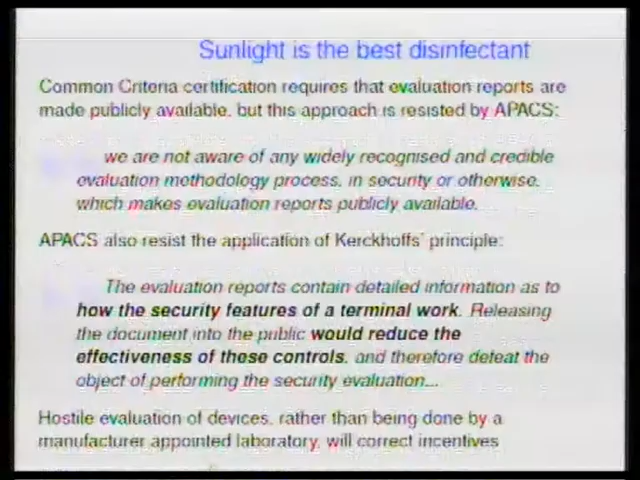 Sunlight is the best disinfectant
Common Criteria certification requires that evaluation reports are
made publicly available, but this approach is resisted by APACS:
we are not aware of any widely recognised and credible
evaluation methodology process, in security or otherwise,
which makes evaluation reports publicly available.
APACS also resist the application of Kerckhoffs' principle:
The evaluation reports contain detailed information as to
how the security features of a terminal work. Releasing
the document into the public would reduce the
effectiveness of these controls, and therefore defeat the
object of performing the security evaluation...
Hostile evaluation of devices, rather than being done by a
manufacturer appointed laboratory, will correct incentives